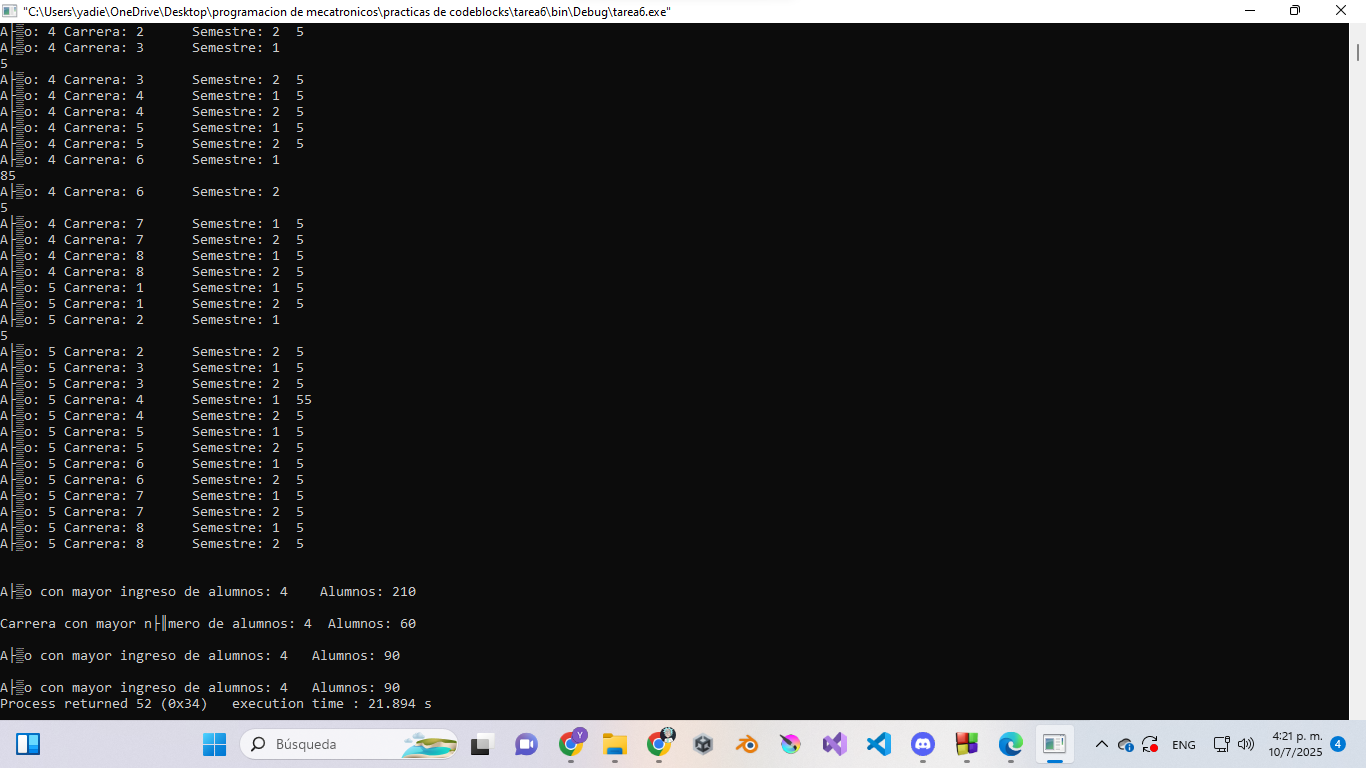 "C:\Users\yadie\OneDrive\Desktop\programacion de mecatronicos\practicas de codeblocks\tarea6\bin\Debug\tarea6.exe"
A├▒o: 4 Carrera: 2      Semestre: 2  5
A├▒o: 4 Carrera: 3      Semestre: 1
5
A├▒o: 4 Carrera: 3      Semestre: 2  5
A├▒o: 4 Carrera: 4      Semestre: 1  5
A├▒o: 4 Carrera: 4      Semestre: 2  5
A├▒o: 4 Carrera: 5      Semestre: 1  5
A├▒o: 4 Carrera: 5      Semestre: 2  5
A├▒o: 4 Carrera: 6      Semestre: 1
85
A├▒o: 4 Carrera: 6      Semestre: 2
5
A├▒o: 4 Carrera: 7      Semestre: 1  5
A├▒o: 4 Carrera: 7      Semestre: 2  5
A├▒o: 4 Carrera: 8      Semestre: 1  5
A├▒o: 4 Carrera: 8      Semestre: 2  5
A├▒o: 5 Carrera: 1      Semestre: 1  5
A├▒o: 5 Carrera: 1      Semestre: 2  5
A├▒o: 5 Carrera: 2      Semestre: 1
5
A├▒o: 5 Carrera: 2      Semestre: 2  5
A├▒o: 5 Carrera: 3      Semestre: 1  5
A├▒o: 5 Carrera: 3      Semestre: 2  5
A├▒o: 5 Carrera: 4      Semestre: 1  55
A├▒o: 5 Carrera: 4      Semestre: 2  5
A├▒o: 5 Carrera: 5      Semestre: 1  5
A├▒o: 5 Carrera: 5      Semestre: 2  5
A├▒o: 5 Carrera: 6      Semestre: 1  5
A├▒o: 5 Carrera: 6      Semestre: 2  5
A├▒o: 5 Carrera: 7      Semestre: 1  5
A├▒o: 5 Carrera: 7      Semestre: 2  5
A├▒o: 5 Carrera: 8      Semestre: 1  5
A├▒o: 5 Carrera: 8      Semestre: 2  5
A├▒o con mayor ingreso de alumnos: 4    Alumnos: 210
Carrera con mayor n├║mero de alumnos: 4  Alumnos: 60
A├▒o con mayor ingreso de alumnos: 4   Alumnos: 90
A├▒o con mayor ingreso de alumnos: 4   Alumnos: 90
Process returned 52 (0x34)   execution time : 21.894 s
Búsqueda
Y
ENG
4:21 p. m.
10/7/2025
4